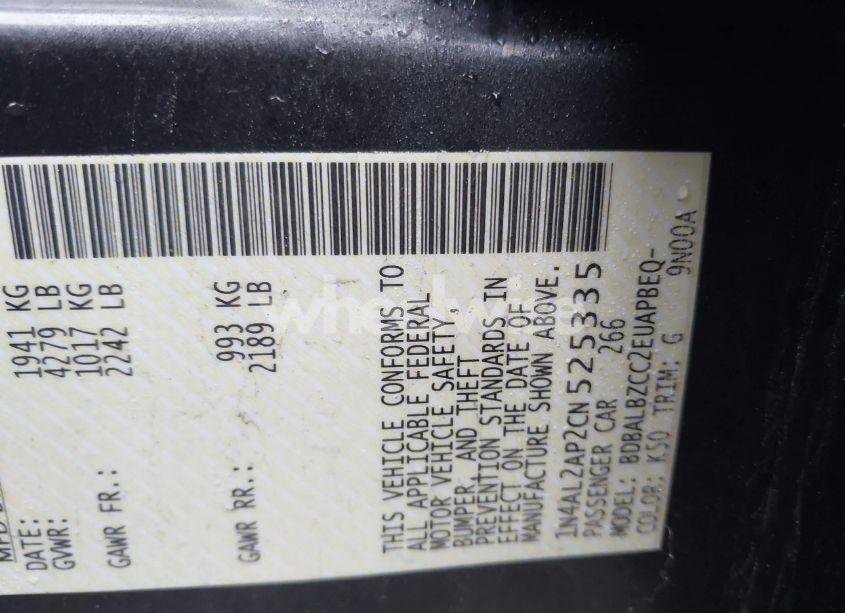 DATE:
GVWR: 1941 KG
4279 LB
GAWR FR.: 1017 KG
2242 LB
GAWR RR.: 993 KG
2189 LB
THIS VEHICLE CONFORMS TO
ALL APPLICABLE FEDERAL
MOTOR VEHICLE SAFETY,
BUMPER, AND THEFT
PREVENTION STANDARDS IN
EFFECT ON THE DATE OF
MANUFACTURE SHOWN ABOVE.
1N4AL2AP2CN525335
PASSENGER CAR 266
MODEL: BDBALBZCC2EUAPBEQ-
COLOR: K50 TRIM: G 9N00A